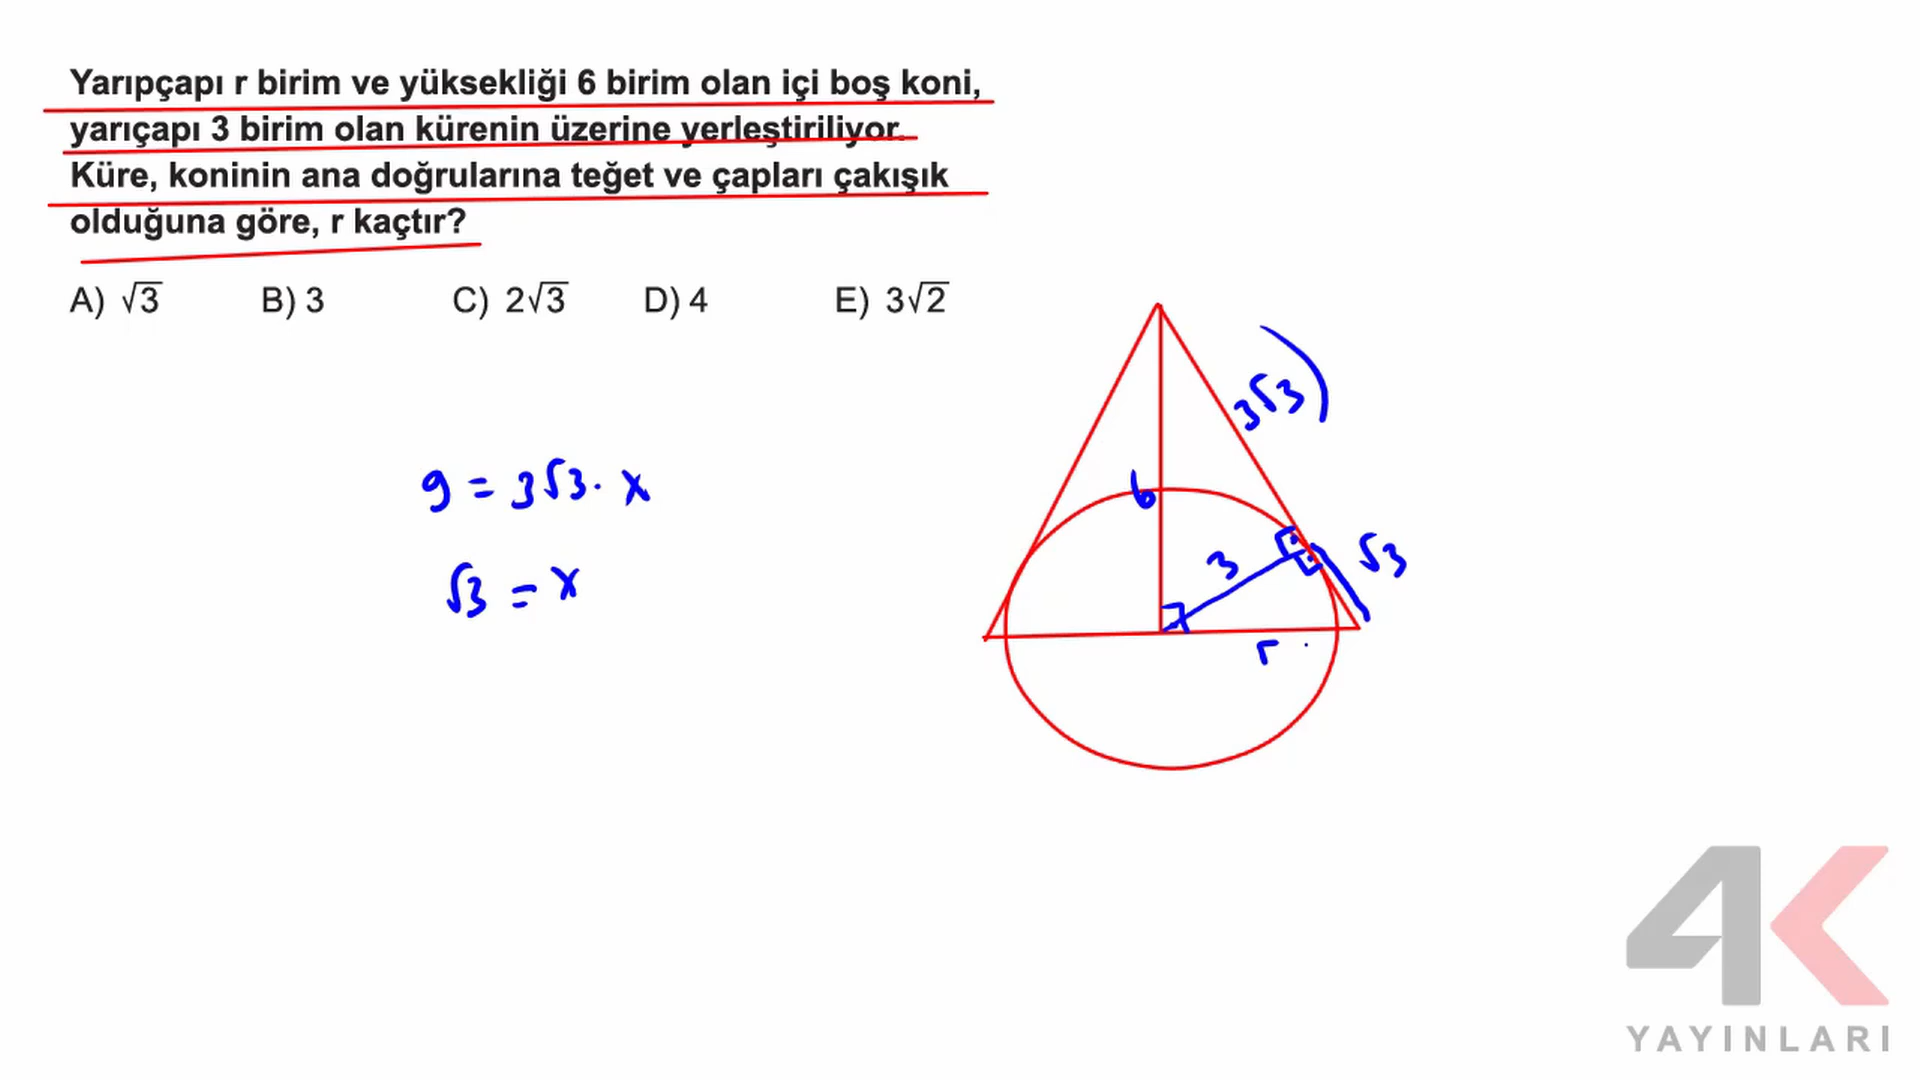 Yarıpçapı r birim ve yüksekliği 6 birim olan içi boş koni,
yarıçapı 3 birim olan kürenin üzerine yerleştiriliyor.
Küre, koninin ana doğrularına teğet ve çapları çakışık
olduğuna göre, r kaçtır?
A) √3 B) 3 C) 2√3 D) 4 E) 3√2
3√3
9 = 3√3 . x
6
3
√3
√3 = x
r
4K
YAYINLARI